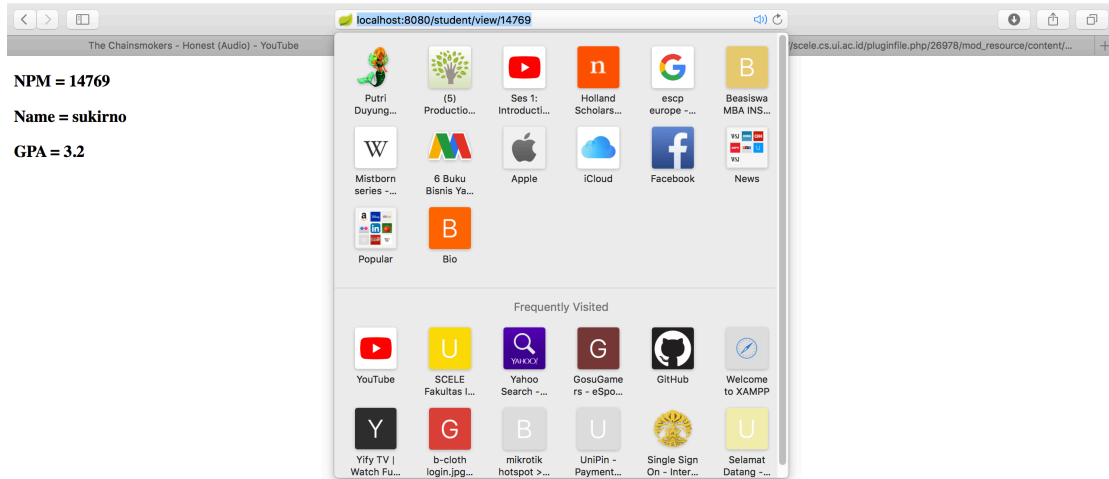 localhost:8080/student/view/14769
The Chainsmokers - Honest (Audio) - YouTube
/scele.cs.ui.ac.id/pluginfile.php/26978/mod_resource/content/...
NPM = 14769
Name = sukirno
GPA = 3.2
n
B
Putri
Duyung...
(5)
Productio...
Ses 1:
Introducti...
Holland
Scholars...
escp
europe -...
Beasiswa
MBA INS...
W
Mistborn
series -...
6 Buku
Bisnis Ya...
Apple
iCloud
Facebook
News
B
Popular
Bio
Frequently Visited
U
YAHOO!
G
YouTube
SCELE
Fakultas I...
Yahoo
Search -...
GosuGame
rs - eSpo...
GitHub
Welcome
to XAMPP
Y
G
B
U
U
Yify TV |
Watch Fu...
b-cloth
login.jpg...
mikrotik
hotspot >...
UniPin -
Payment...
Single Sign
On - Inter...
Selamat
Datang -...